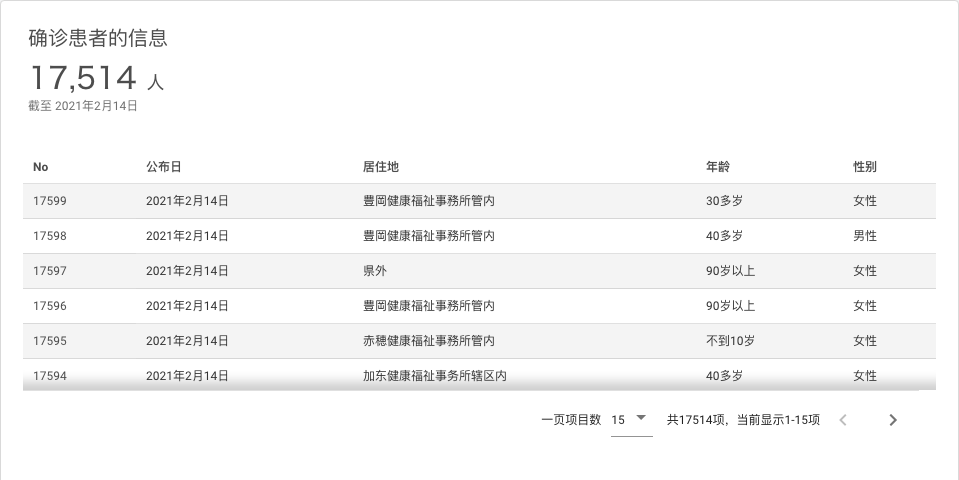 确诊患者的信息
17,514 人
截至 2021年2月14日
No 公布日 居住地 年龄 性别
17599 2021年2月14日 豊岡健康福祉事務所管内 30多岁 女性
17598 2021年2月14日 豊岡健康福祉事務所管内 40多岁 男性
17597 2021年2月14日 県外 90岁以上 女性
17596 2021年2月14日 豊岡健康福祉事務所管内 90岁以上 女性
17595 2021年2月14日 赤穂健康福祉事務所管内 不到10岁 女性
17594 2021年2月14日 加东健康福祉事务所辖区内 40多岁 女性
一页项目数 15 共17514项，当前显示1-15项